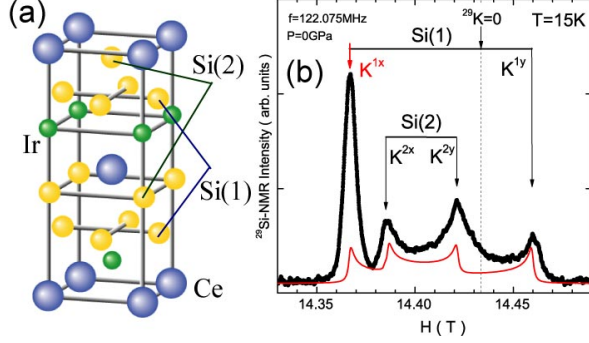 (a)
Si(2)
Ir
Si(1)
Ce
f=122.075MHz
P=0GPa
²⁹K=0
T=15K
Si(1)
(b)
K¹ˣ
K¹ʸ
Si(2)
K²ˣ
K²ʸ
²⁹Si-NMR Intensity ( arb. units )
14.35
14.40
14.45
H ( T )